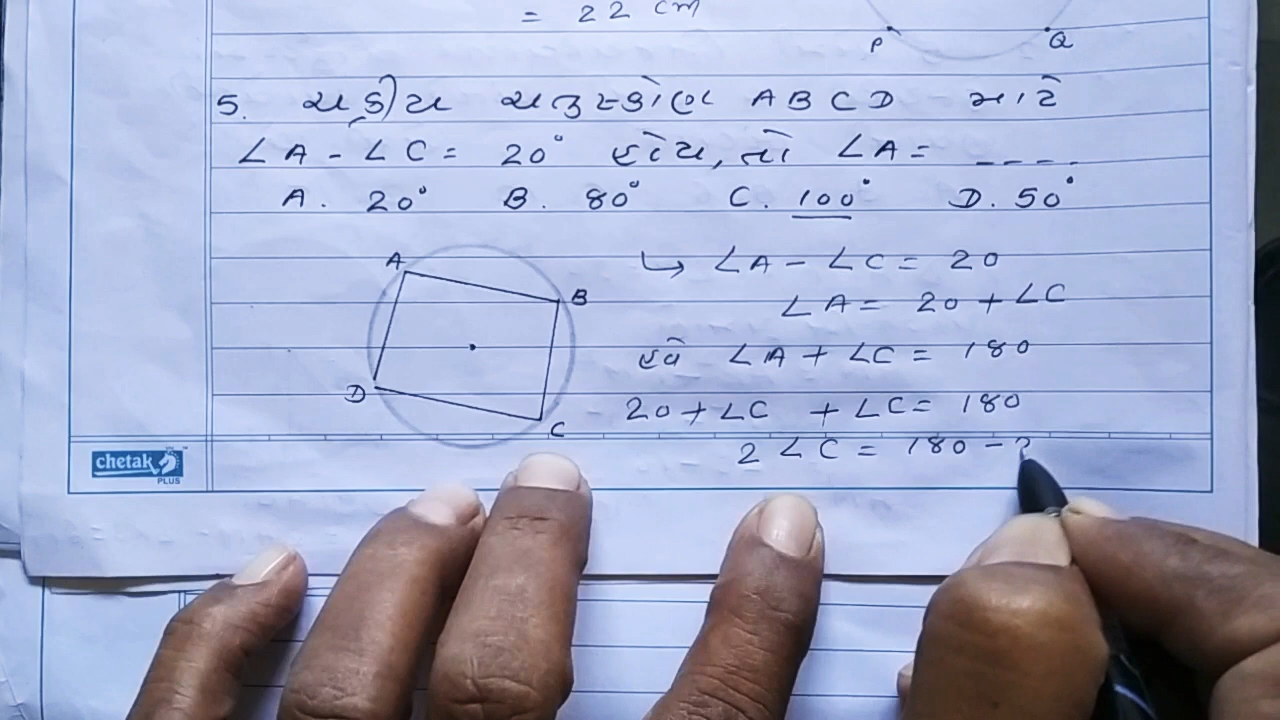 = 22 cm
P Q
5. ચક્રીય ચતુષ્કોણ ABCD માટે
∠A - ∠C = 20° હોય, તો ∠A = ----
A. 20° B. 80° C. 100° D. 50°
A
B
C
D
↳ ∠A - ∠C = 20
∠A = 20 + ∠C
∠A + ∠C = 180
20 + ∠C + ∠C = 180
2 ∠C = 180 -
chetak
PLUS